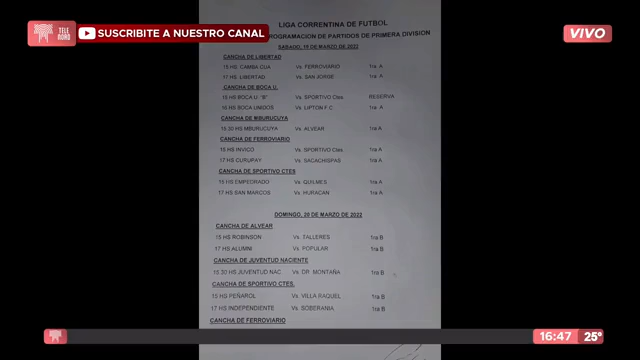 TELE NORD
SUSCRIBITE A NUESTRO CANAL
VIVO
LIGA CORRENTINA DE FUTBOL
PROGRAMACION DE PARTIDOS DE PRIMERA DIVISION
SABADO, 19 DE MARZO DE 2022
CANCHA DE LIBERTAD
15 HS CAMBA CUA Vs. FERROVIARIO 1ra A
17 HS. LIBERTAD Vs. SAN JORGE 1ra A
CANCHA DE BOCA U.
15 HS BOCA U. "B" Vs. SPORTIVO Ctes RESERVA
16 HS BOCA UNIDOS Vs. LIPTON F.C. 1ra A
CANCHA DE MBURUCUYA
15 30 HS MBURUCUYA Vs. ALVEAR 1ra A
CANCHA DE FERROVIARIO
15 HS INVICO Vs. SPORTIVO Ctes 1ra A
17 HS CURUPAY Vs. SACACHISPAS 1ra A
CANCHA DE SPORTIVO CTES
15 HS EMPEDRADO Vs. QUILMES 1ra A
17 HS SAN MARCOS Vs. HURACAN 1ra A
DOMINGO, 20 DE MARZO DE 2022
CANCHA DE ALVEAR
15 HS ROBINSON Vs. TALLERES 1ra B
17 HS ALUMNI Vs. POPULAR 1ra B
CANCHA DE JUVENTUD NACIENTE
15 30 HS JUVENTUD NAC Vs. DR MONTAÑA 1ra B
CANCHA DE SPORTIVO CTES.
15 HS PEÑAROL Vs. VILLA RAQUEL 1ra B
17 HS INDEPENDIENTE Vs. SOBERANIA 1ra B
CANCHA DE FERROVIARIO
16:47 25°